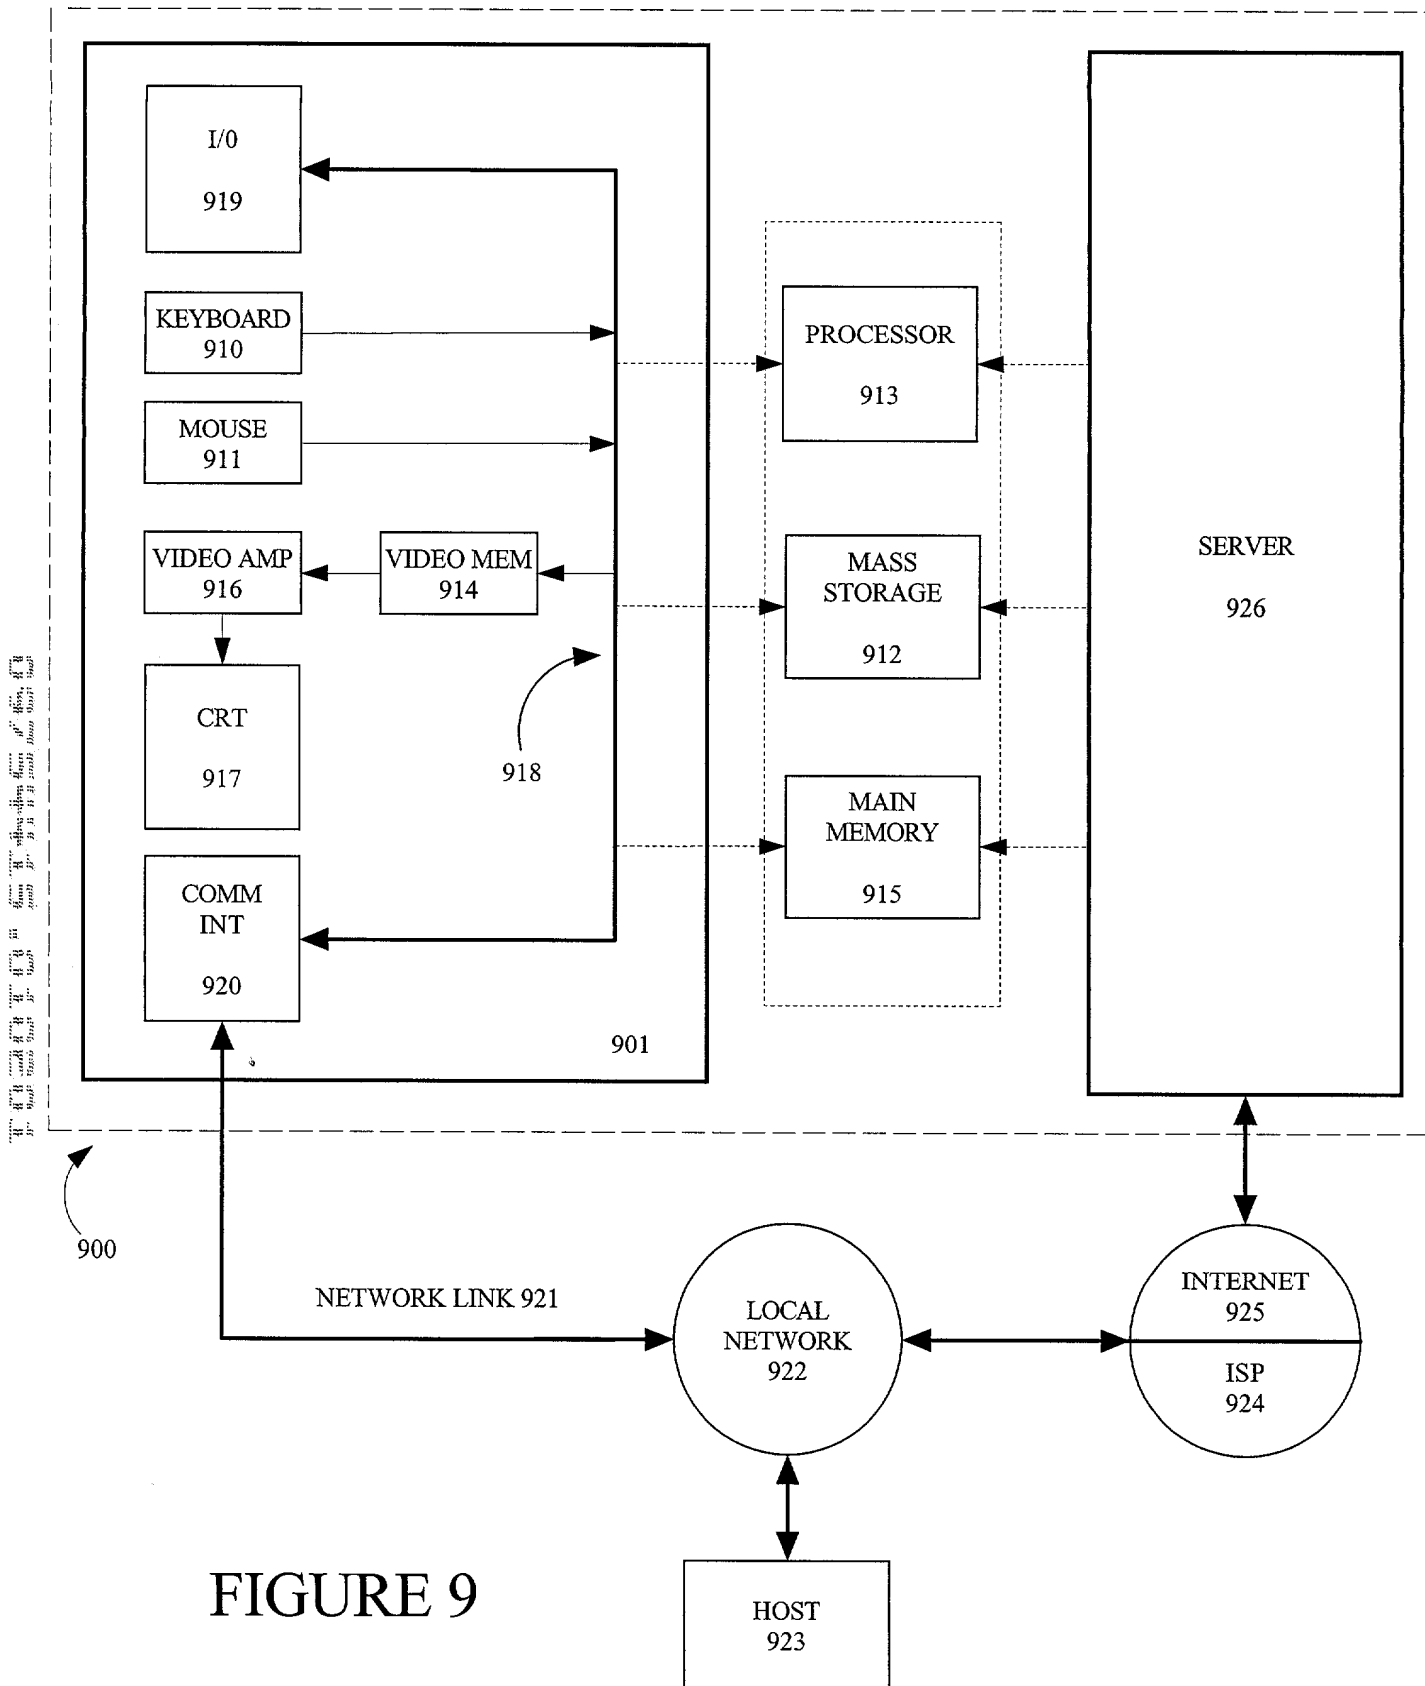 I/0
919
KEYBOARD
910
MOUSE
911
VIDEO AMP
916
VIDEO MEM
914
CRT
917
918
COMM
INT
920
901
PROCESSOR
913
MASS
STORAGE
912
MAIN
MEMORY
915
SERVER
926
900
NETWORK LINK 921
LOCAL
NETWORK
922
INTERNET
925
ISP
924
HOST
923
FIGURE 9